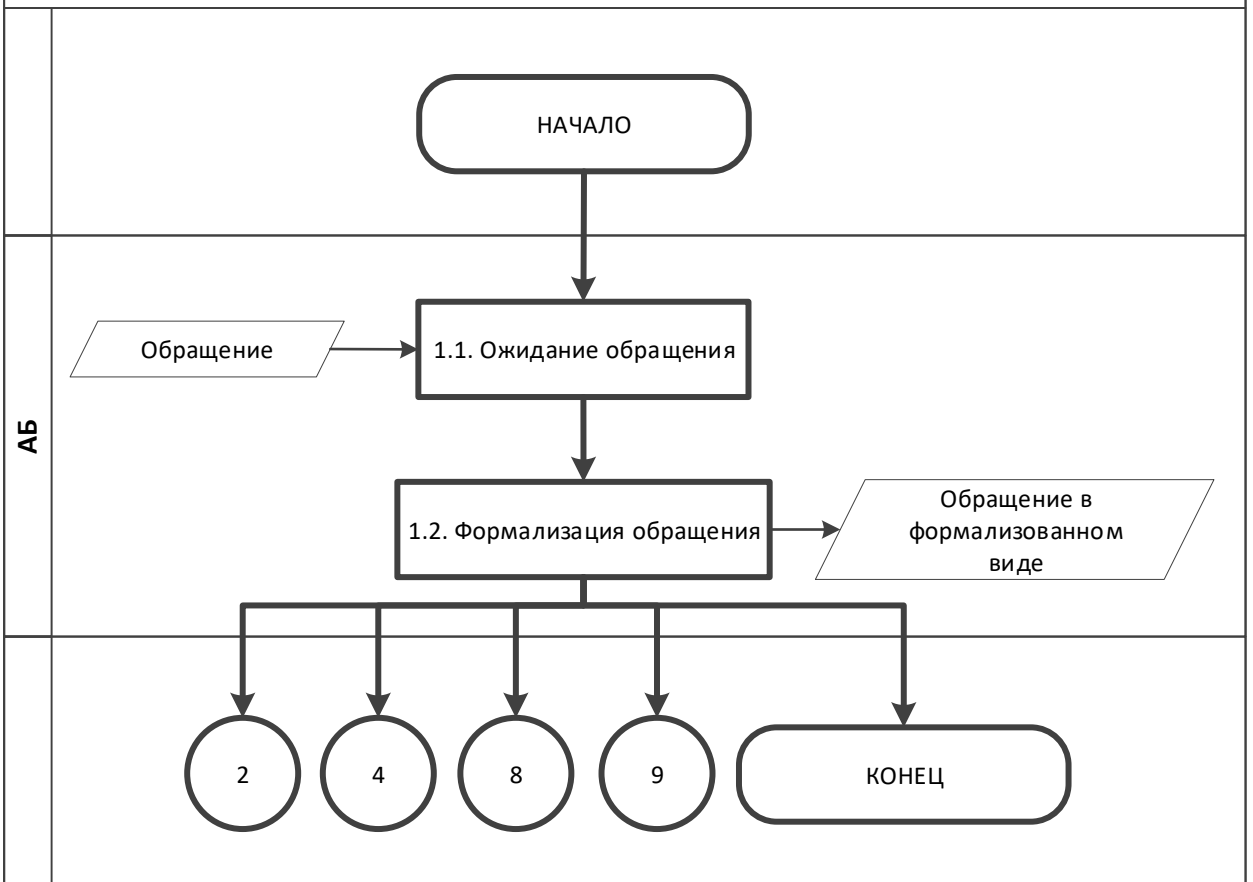 НАЧАЛО
Обращение
1.1. Ожидание обращения
АБ
1.2. Формализация обращения
Обращение в
формализованном
виде
2
4
8
9
КОНЕЦ